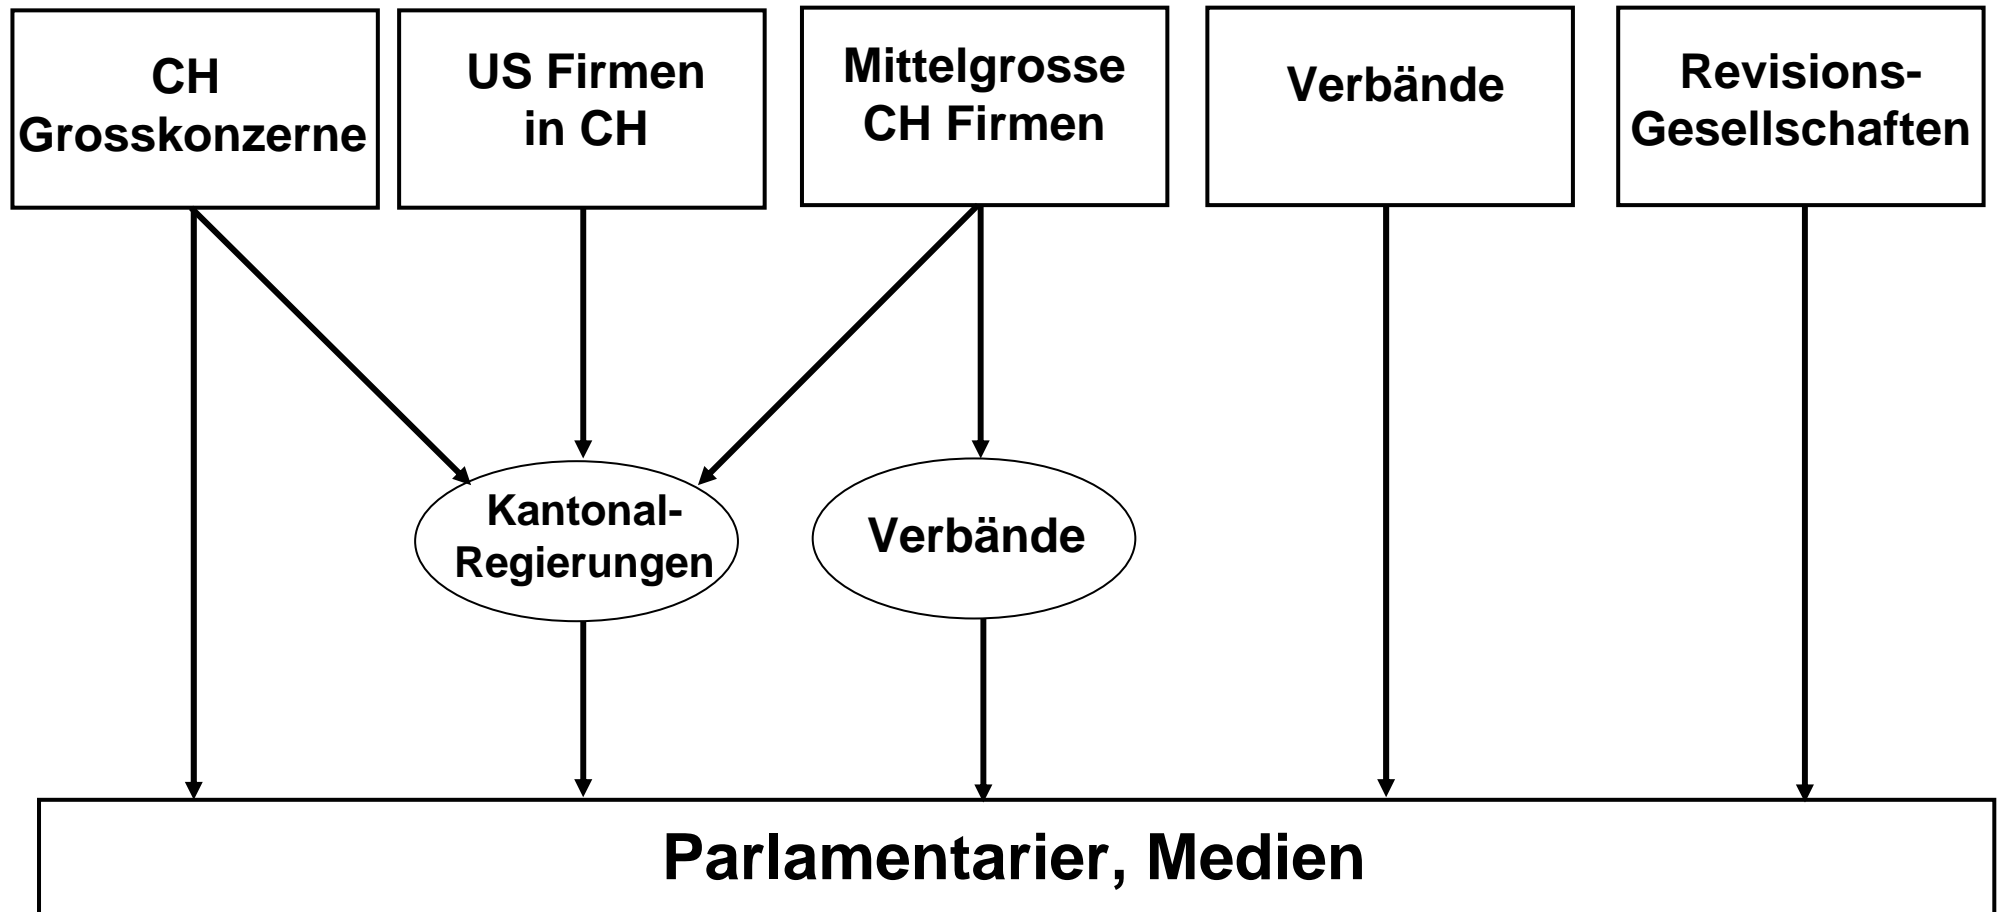 CH
Grosskonzerne
US Firmen
in CH
Mittelgrosse
CH Firmen
Verbände
Revisions-
Gesellschaften
Kantonal-
Regierungen
Verbände
Parlamentarier, Medien